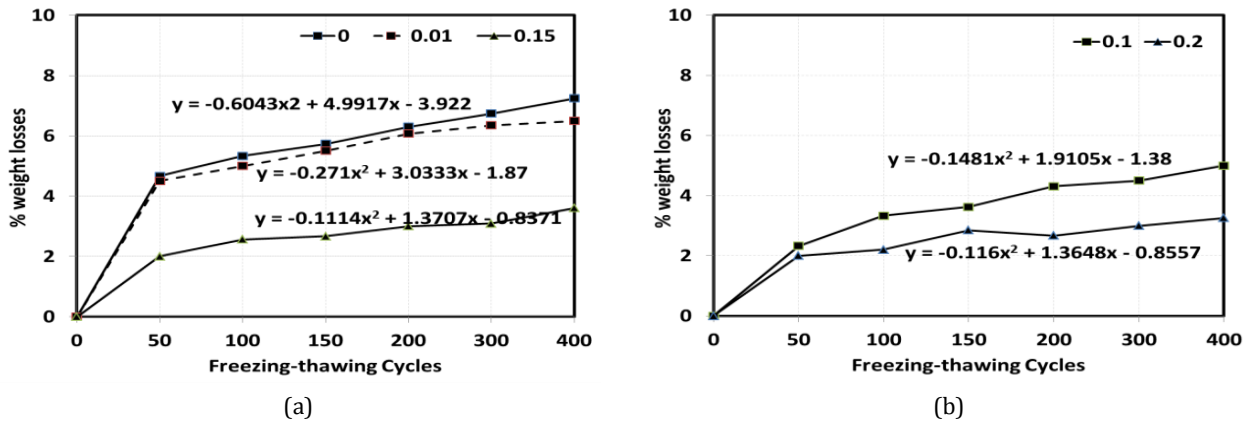 10
8
6
4
2
0
% weight losses
0 0.01 0.15
y = -0.6043x2 + 4.9917x - 3.922
y = -0.271x² + 3.0333x - 1.87
y = -0.1114x² + 1.3707x - 0.8371
0 50 100 150 200 300 400
Freezing-thawing Cycles
(a)
10
8
6
4
2
0
% weight losses
0.1 0.2
y = -0.1481x² + 1.9105x - 1.38
y = -0.116x² + 1.3648x - 0.8557
0 50 100 150 200 300 400
Freezing-thawing Cycles
(b)